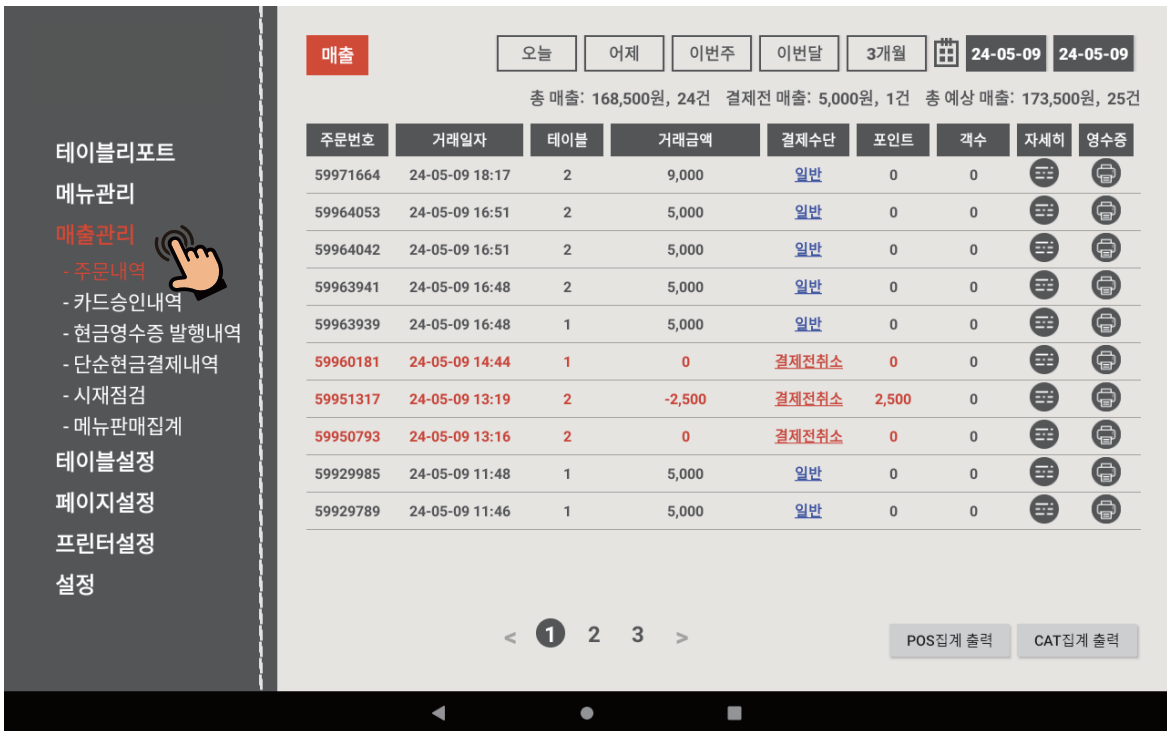 매출
오늘 어제 이번주 이번달 3개월 24-05-09 24-05-09
총 매출: 168,500원, 24건 결제전 매출: 5,000원, 1건 총 예상 매출: 173,500원, 25건
테이블리포트
메뉴관리
매출관리
- 주문내역
- 카드승인내역
- 현금영수증 발행내역
- 단순현금결제내역
- 시재점검
- 메뉴판매집계
테이블설정
페이지설정
프린터설정
설정
주문번호 거래일자 테이블 거래금액 결제수단 포인트 객수 자세히 영수증
59971664 24-05-09 18:17 2 9,000 일반 0 0
59964053 24-05-09 16:51 2 5,000 일반 0 0
59964042 24-05-09 16:51 2 5,000 일반 0 0
59963941 24-05-09 16:48 2 5,000 일반 0 0
59963939 24-05-09 16:48 1 5,000 일반 0 0
59960181 24-05-09 14:44 1 0 결제전취소 0 0
59951317 24-05-09 13:19 2 -2,500 결제전취소 2,500 0
59950793 24-05-09 13:16 2 0 결제전취소 0 0
59929985 24-05-09 11:48 1 5,000 일반 0 0
59929789 24-05-09 11:46 1 5,000 일반 0 0
< 1 2 3 >
POS집계 출력 CAT집계 출력